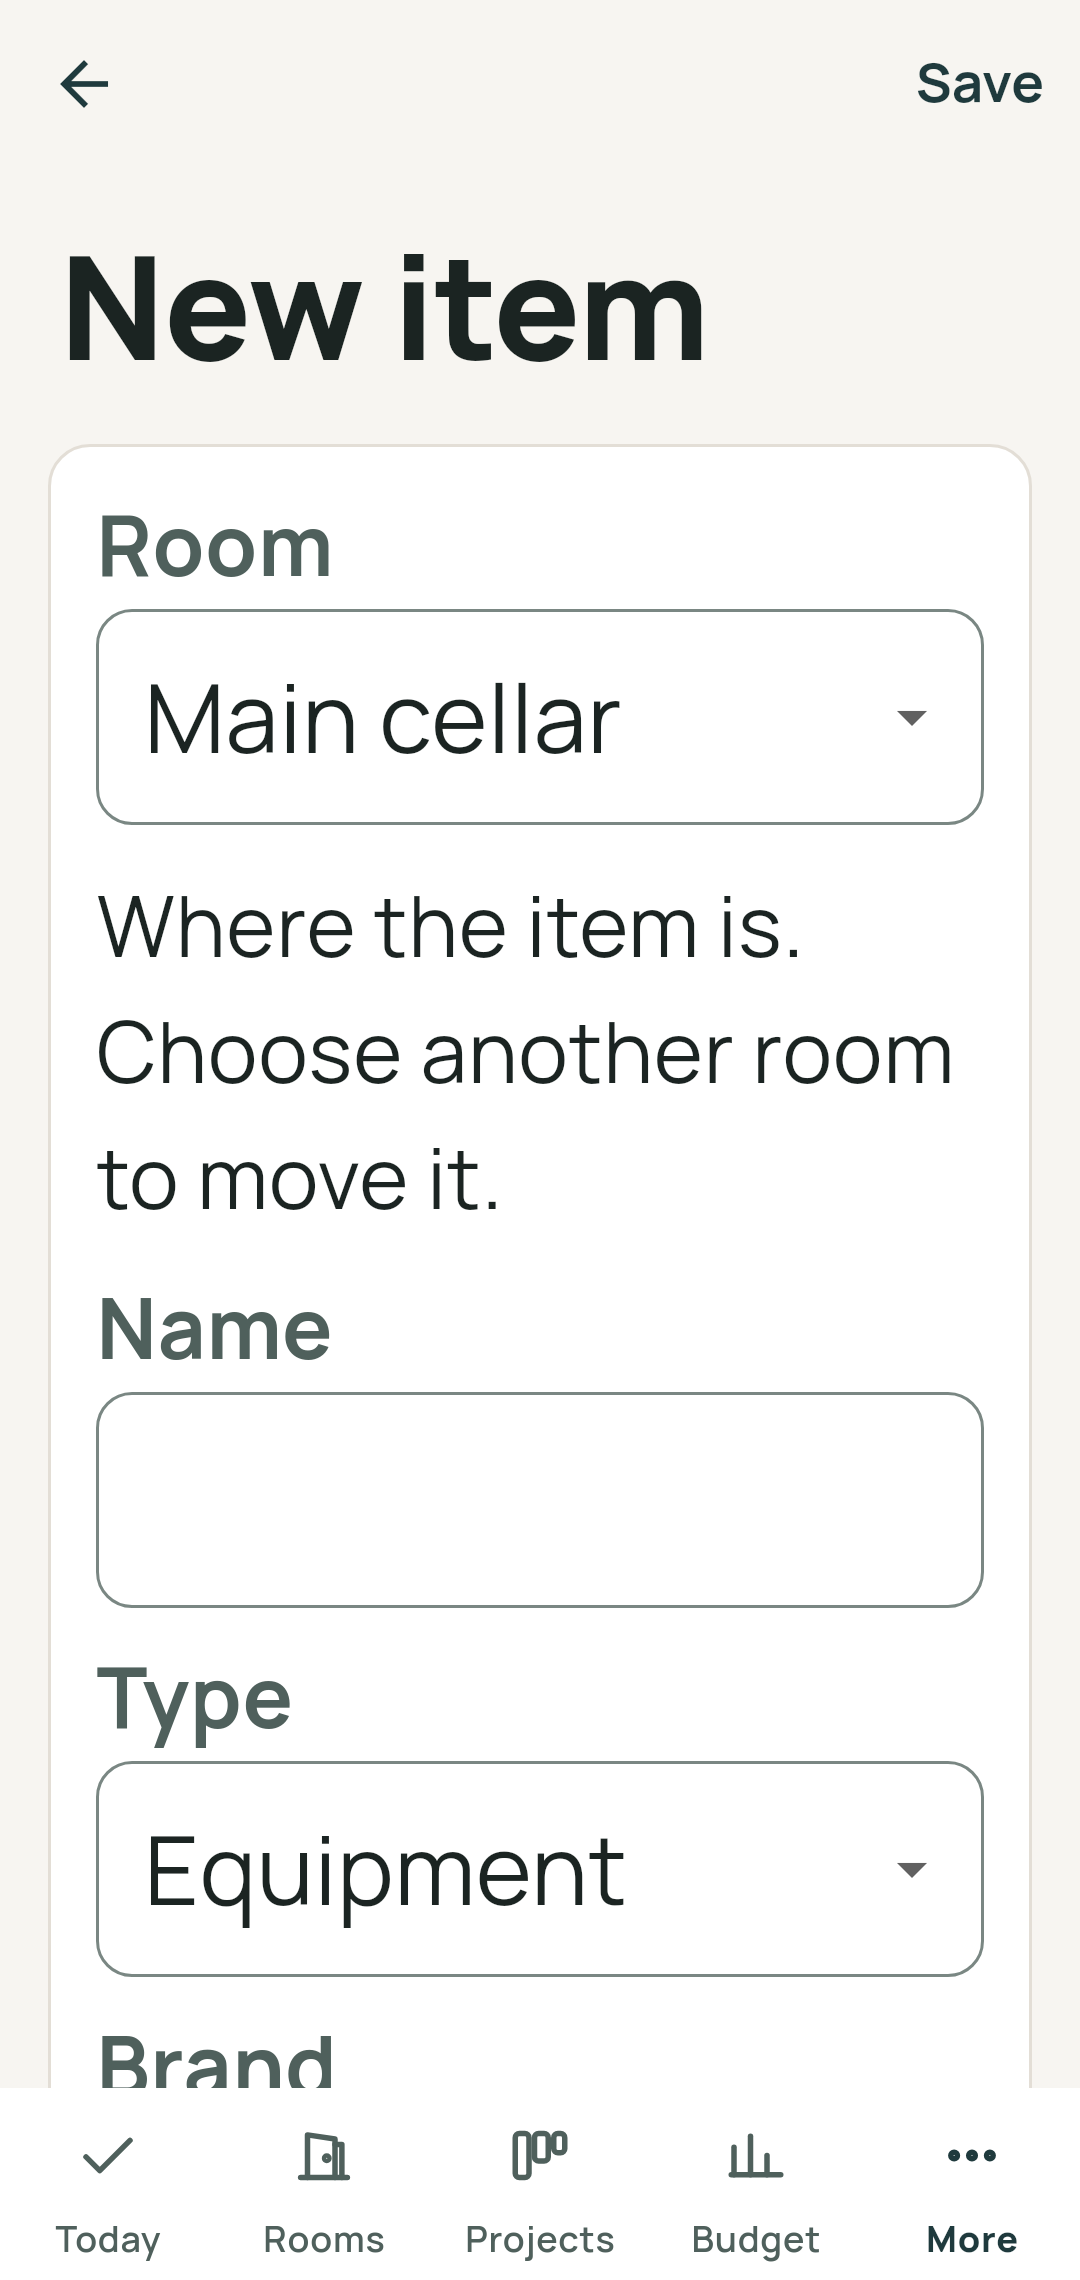 Save
New item
Room
Main cellar
Where the item is.
Choose another room
to move it.
Name
Type
Equipment
Brand
Today
Rooms
Projects
Budget
More